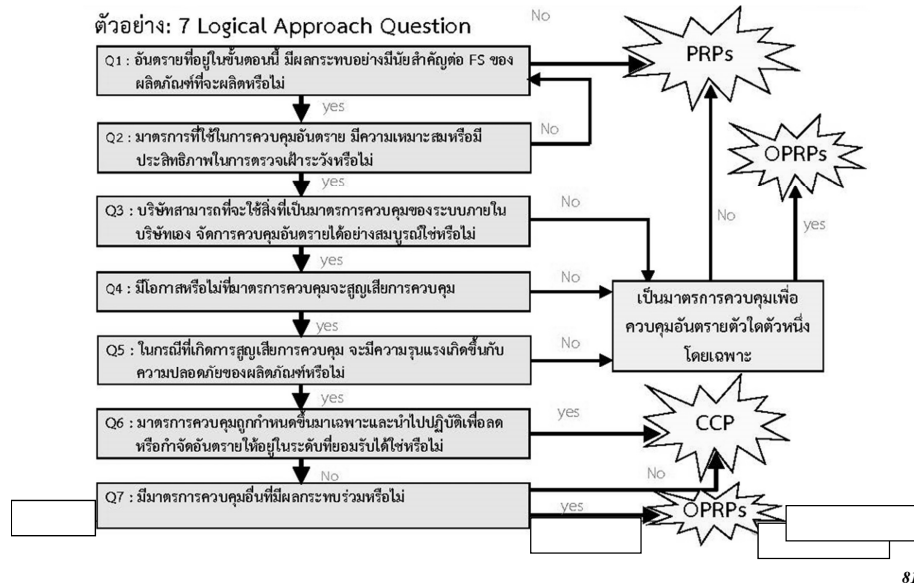 ตัวอย่าง: 7 Logical Approach Question
No
Q1 : อันตรายที่อยู่ในขั้นตอนนี้ มีผลกระทบอย่างมีนัยสำคัญต่อ FS ของ
ผลิตภัณฑ์ที่จะผลิตหรือไม่
PRPs
yes
Q2 : มาตรการที่ใช้ในการควบคุมอันตราย มีความเหมาะสมหรือมี
ประสิทธิภาพในการตรวจเฝ้าระวังหรือไม่
No
OPRPs
yes
Q3 : บริษัทสามารถที่จะใช้สิ่งที่เป็นมาตรการควบคุมของระบบภายใน
บริษัทเอง จัดการควบคุมอันตรายได้อย่างสมบูรณ์ใช่หรือไม่
No
No
yes
yes
Q4 : มีโอกาสหรือไม่ที่มาตรการควบคุมจะสูญเสียการควบคุม
No
เป็นมาตรการควบคุมเพื่อ
ควบคุมอันตรายตัวใดตัวหนึ่ง
โดยเฉพาะ
yes
Q5 : ในกรณีที่เกิดการสูญเสียการควบคุม จะมีความรุนแรงเกิดขึ้นกับ
ความปลอดภัยของผลิตภัณฑ์หรือไม่
No
yes
Q6 : มาตรการควบคุมถูกกำหนดขึ้นมาเฉพาะและนำไปปฏิบัติเพื่อลด
หรือกำจัดอันตรายให้อยู่ในระดับที่ยอมรับได้ใช่หรือไม่
yes
CCP
No
No
Q7 : มีมาตรการควบคุมอื่นที่มีผลกระทบร่วมหรือไม่
yes
OPRPs
81